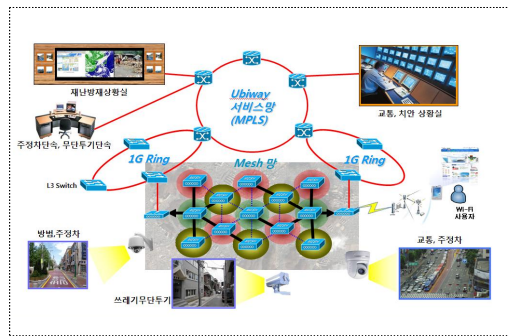 재난방재상황실
Ubiway
서비스망
(MPLS)
교통, 치안 상황실
주정차단속, 무단투기단속
1G Ring
Mesh 망
1G Ring
L3 Switch
Wi-Fi
사용자
방범,주정차
교통, 주정차
쓰레기무단투기